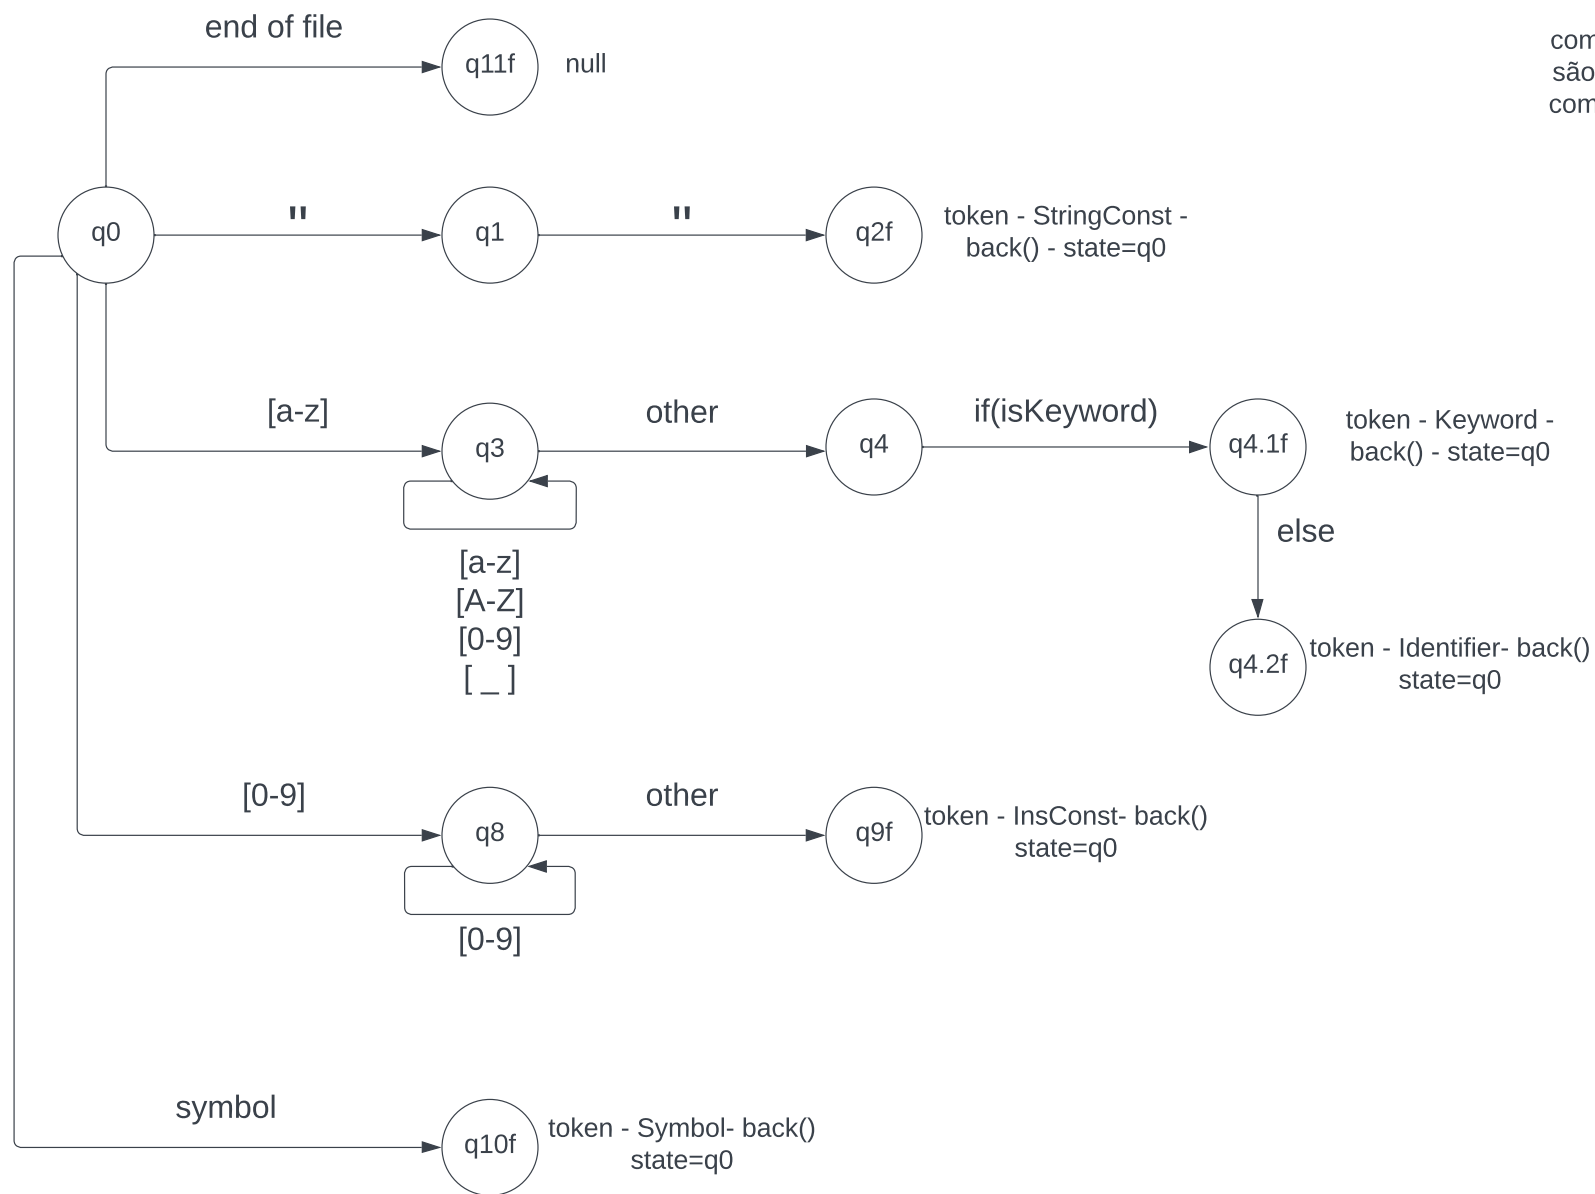 end of file
q11f
null
com
são
com
q0
"
q1
"
q2f
token - StringConst -
back() - state=q0
[a-z]
q3
other
q4
if(isKeyword)
q4.1f
token - Keyword -
back() - state=q0
else
[a-z]
[A-Z]
[0-9]
[ _ ]
q4.2f
token - Identifier- back()
state=q0
[0-9]
q8
other
q9f
token - InsConst- back()
state=q0
[0-9]
symbol
q10f
token - Symbol- back()
state=q0